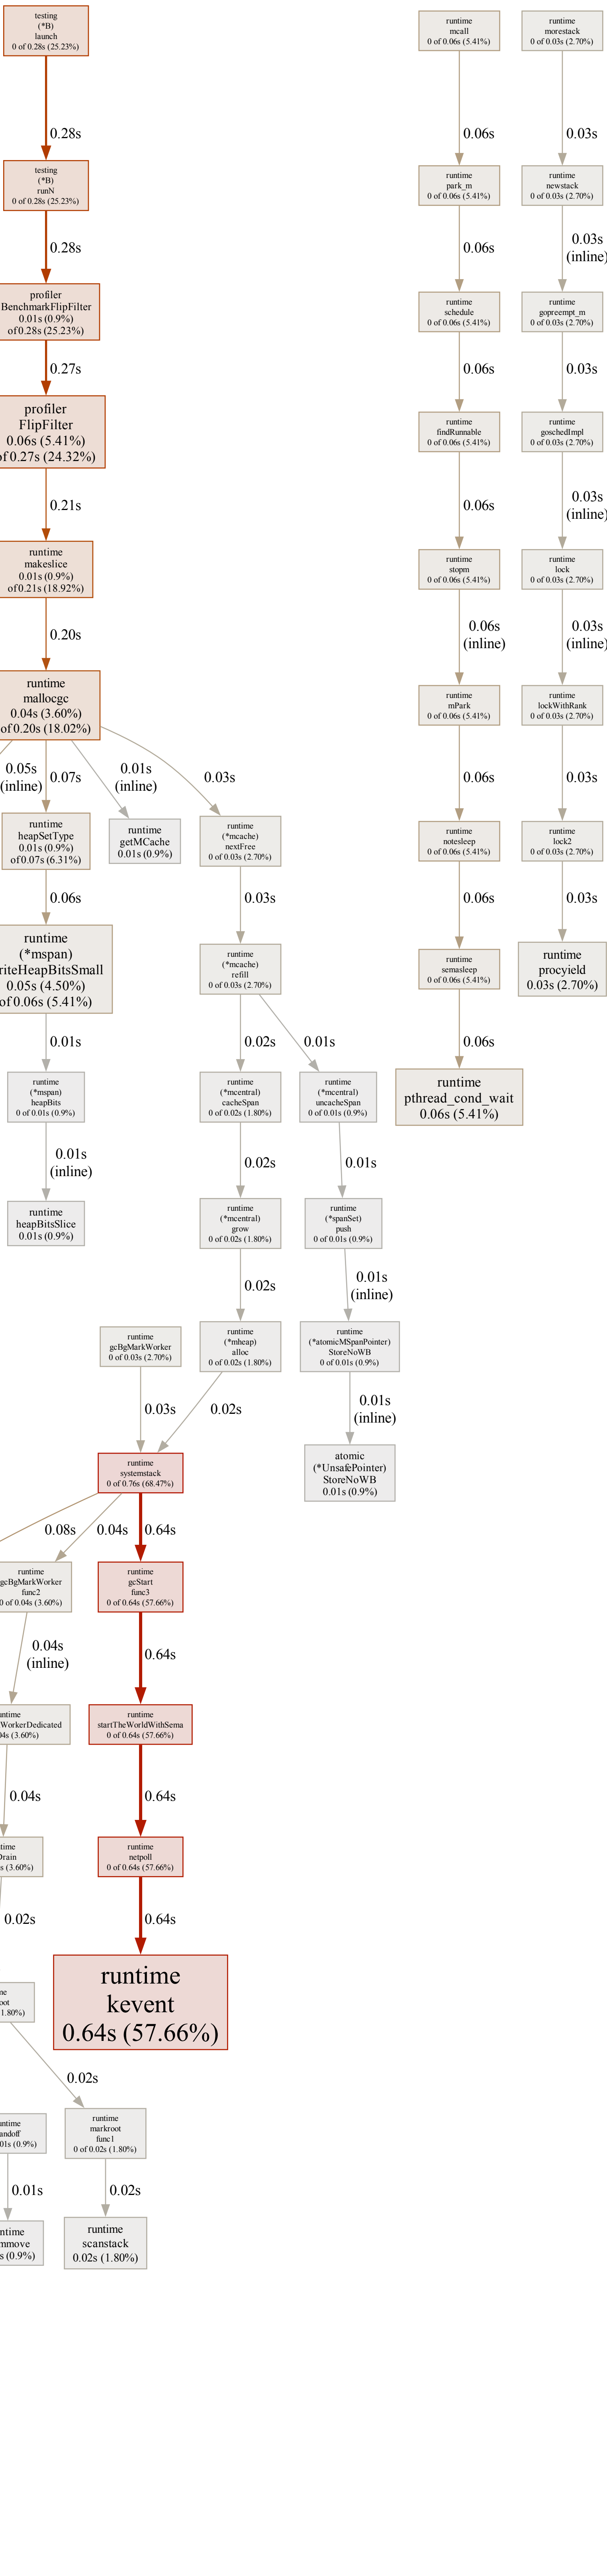 testing
(*B)
launch
0 of 0.28s (25.23%)
runtime
mcall
0 of 0.06s (5.41%)
runtime
morestack
0 of 0.03s (2.70%)
0.28s
0.06s
0.03s
testing
(*B)
runN
0 of 0.28s (25.23%)
runtime
park_m
0 of 0.06s (5.41%)
runtime
newstack
0 of 0.03s (2.70%)
0.28s
0.06s
0.03s
(inline)
profiler
BenchmarkFlipFilter
0.01s (0.9%)
of 0.28s (25.23%)
runtime
schedule
0 of 0.06s (5.41%)
runtime
gopreempt_m
0 of 0.03s (2.70%)
0.27s
0.06s
0.03s
profiler
FlipFilter
0.06s (5.41%)
of 0.27s (24.32%)
runtime
findRunnable
0 of 0.06s (5.41%)
runtime
goschedImpl
0 of 0.03s (2.70%)
0.21s
0.06s
0.03s
(inline)
runtime
makeslice
0.01s (0.9%)
of 0.21s (18.92%)
runtime
stopm
0 of 0.06s (5.41%)
runtime
lock
0 of 0.03s (2.70%)
0.20s
0.06s
(inline)
0.03s
(inline)
runtime
mallocgc
0.04s (3.60%)
of 0.20s (18.02%)
runtime
mPark
0 of 0.06s (5.41%)
runtime
lockWithRank
0 of 0.03s (2.70%)
0.05s
(inline)
0.07s
0.01s
(inline)
0.03s
0.06s
0.03s
runtime
heapSetType
0.01s (0.9%)
of 0.07s (6.31%)
runtime
getMCache
0.01s (0.9%)
runtime
(*mcache)
nextFree
0 of 0.03s (2.70%)
runtime
notesleep
0 of 0.06s (5.41%)
runtime
lock2
0 of 0.03s (2.70%)
0.06s
0.03s
0.06s
0.03s
runtime
(*mspan)
riteHeapBitsSmall
0.05s (4.50%)
of 0.06s (5.41%)
runtime
(*mcache)
refill
0 of 0.03s (2.70%)
runtime
semasleep
0 of 0.06s (5.41%)
runtime
procyield
0.03s (2.70%)
0.01s
0.02s
0.01s
0.06s
runtime
(*mspan)
heapBits
0 of 0.01s (0.9%)
runtime
(*mcentral)
cacheSpan
0 of 0.02s (1.80%)
runtime
(*mcentral)
uncacheSpan
0 of 0.01s (0.9%)
runtime
pthread_cond_wait
0.06s (5.41%)
0.01s
(inline)
0.02s
0.01s
runtime
heapBitsSlice
0.01s (0.9%)
runtime
(*mcentral)
grow
0 of 0.02s (1.80%)
runtime
(*spanSet)
push
0 of 0.01s (0.9%)
0.02s
0.01s
(inline)
runtime
gcBgMarkWorker
0 of 0.03s (2.70%)
runtime
(*mheap)
alloc
0 of 0.02s (1.80%)
runtime
(*atomicMSpanPointer)
StoreNoWB
0 of 0.01s (0.9%)
0.03s
0.02s
0.01s
(inline)
runtime
systemstack
0 of 0.76s (68.47%)
atomic
(*UnsafePointer)
StoreNoWB
0.01s (0.9%)
0.08s
0.04s
0.64s
runtime
gcBgMarkWorker
func2
0 of 0.04s (3.60%)
runtime
gcStart
func3
0 of 0.64s (57.66%)
0.04s
(inline)
0.64s
untime
WorkerDedicated
04s (3.60%)
runtime
startTheWorldWithSema
0 of 0.64s (57.66%)
0.04s
0.64s
time
Drain
s (3.60%)
runtime
netpoll
0 of 0.64s (57.66%)
0.02s
0.64s
runtime
kevent
0.64s (57.66%)
ne
oot
1.80%)
0.02s
untime
andoff
01s (0.9%)
runtime
markroot
func1
0 of 0.02s (1.80%)
0.01s
0.02s
ntime
mmove
s (0.9%)
runtime
scanstack
0.02s (1.80%)